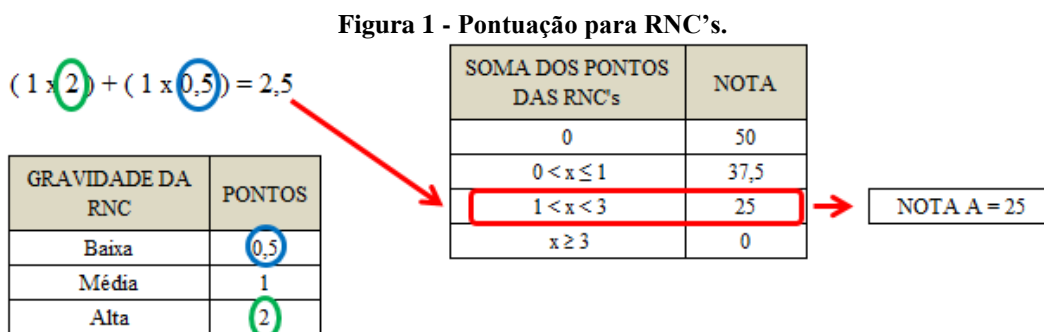 Figura 1 - Pontuação para RNC's.
( 1 x 2 ) + ( 1 x 0,5 ) = 2,5
SOMA DOS PONTOS DAS RNC's NOTA
0 50
0 < x ≤ 1 37,5
1 < x < 3 25
x ≥ 3 0
NOTA A = 25
GRAVIDADE DA RNC PONTOS
Baixa 0,5
Média 1
Alta 2